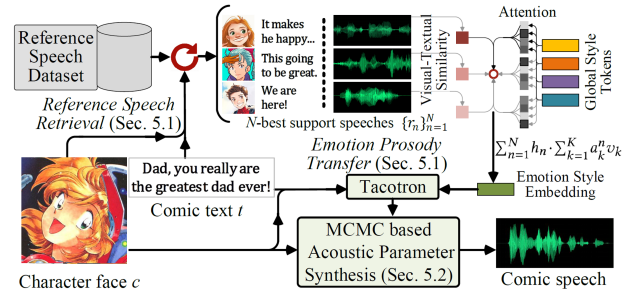 Reference
Speech
Dataset
Reference Speech
Retrieval (Sec. 5.1)
It makes
he happy...
This going
to be great.
We are
here!
N-best support speeches {r_n}_{n=1}^N
Visual-Textual
Similarity
Attention
Global Style
Tokens
Dad, you really are
the greatest dad ever!
Comic text t
Emotion Prosody
Transfer (Sec. 5.1)
∑_{n=1}^N h_n · ∑_{k=1}^K a_k^n v_k
Emotion Style
Embedding
Tacotron
MCMC based
Acoustic Parameter
Synthesis (Sec. 5.2)
Character face c
Comic speech